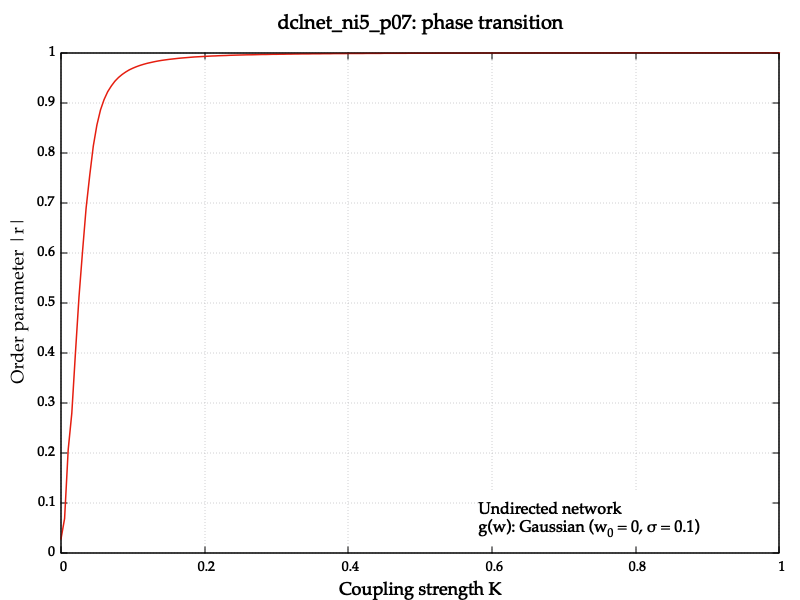 dclnet_ni5_p07: phase transition
1
0.9
0.8
0.7
0.6
0.5
0.4
0.3
0.2
0.1
0
Order parameter |r|
Undirected network
g(w): Gaussian (w₀ = 0, σ = 0.1)
0 0.2 0.4 0.6 0.8 1
Coupling strength K